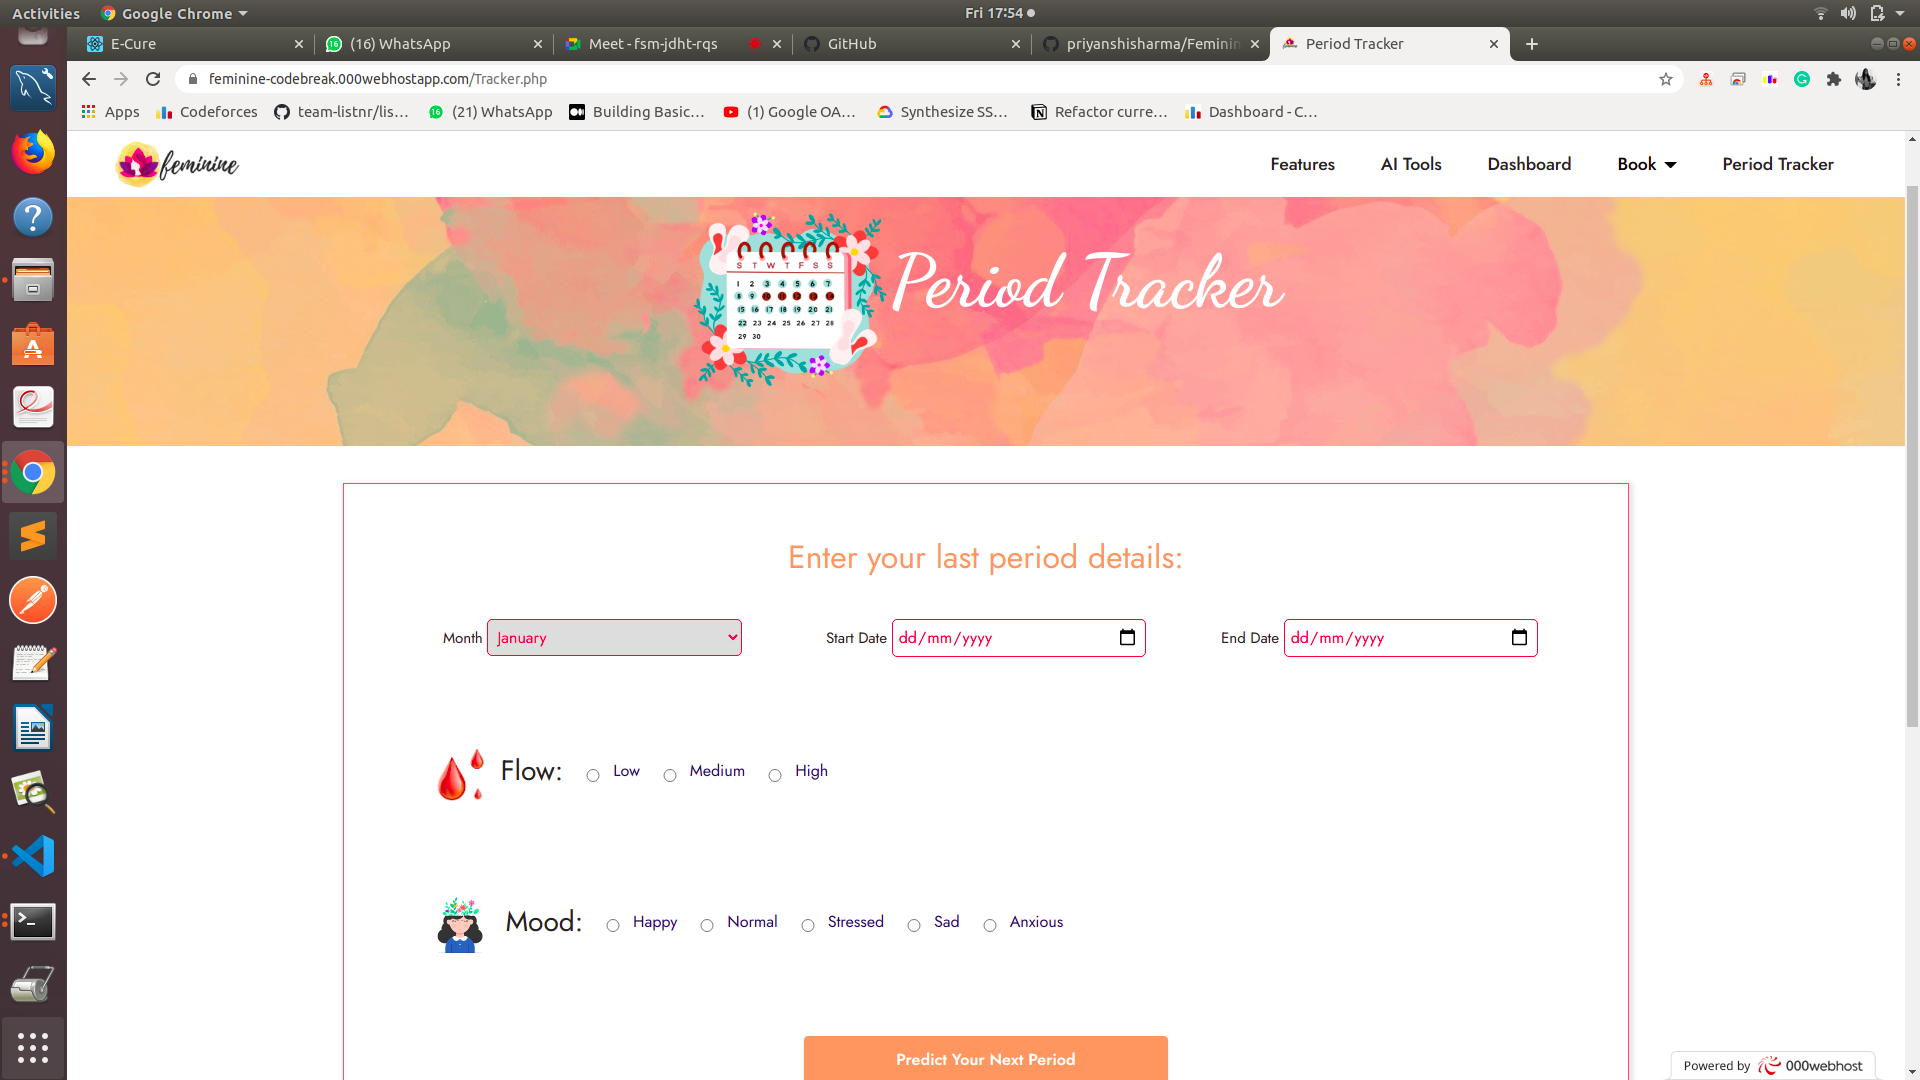 Activities Google Chrome Fri 17:54
E-Cure (16) WhatsApp Meet - fsm-jdht-rqs GitHub priyanshisharma/Feminin Period Tracker
feminine-codebreak.000webhostapp.com/Tracker.php
Apps Codeforces team-listnr/lis... (21) WhatsApp Building Basic... (1) Google OA... Synthesize SS... Refactor curre... Dashboard - C...
feminine Features AI Tools Dashboard Book Period Tracker
S T W T F S S
1 2 3 4 5 6 7
8 9 10 11 12 13 14
15 16 17 18 19 20 21
22 23 24 25 26 27 28
29 30
Period Tracker
Enter your last period details:
Month January Start Date dd/mm/yyyy End Date dd/mm/yyyy
Flow: Low Medium High
Mood: Happy Normal Stressed Sad Anxious
Predict Your Next Period
Powered by 000webhost